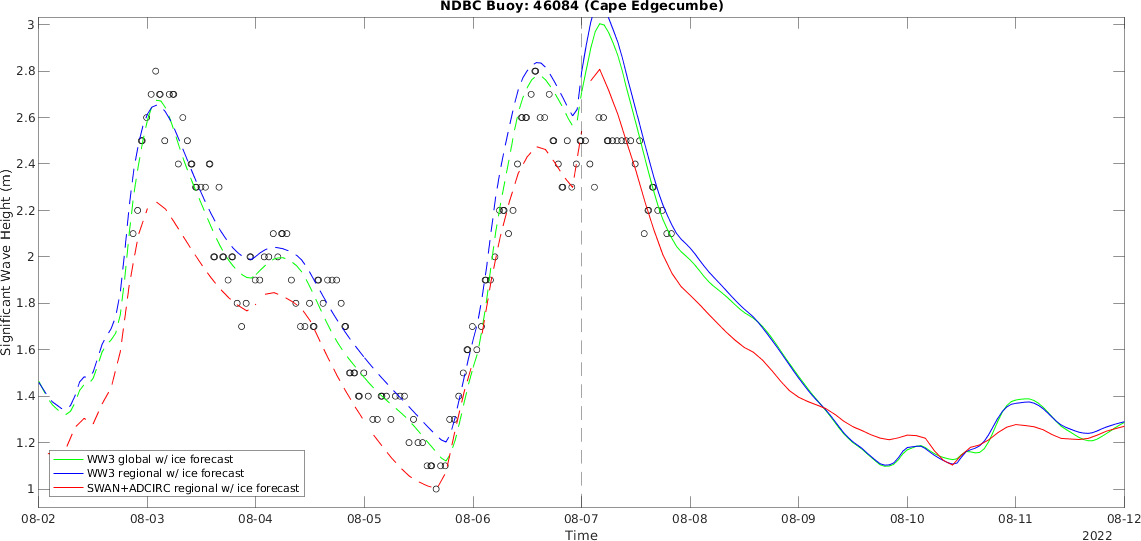 NDBC Buoy: 46084 (Cape Edgecumbe)
Significant Wave Height (m)
3
2.8
2.6
2.4
2.2
2
1.8
1.6
1.4
1.2
1
WW3 global w/ ice forecast
WW3 regional w/ ice forecast
SWAN+ADCIRC regional w/ ice forecast
08-02 08-03 08-04 08-05 08-06 08-07 08-08 08-09 08-10 08-11 08-12
Time
2022